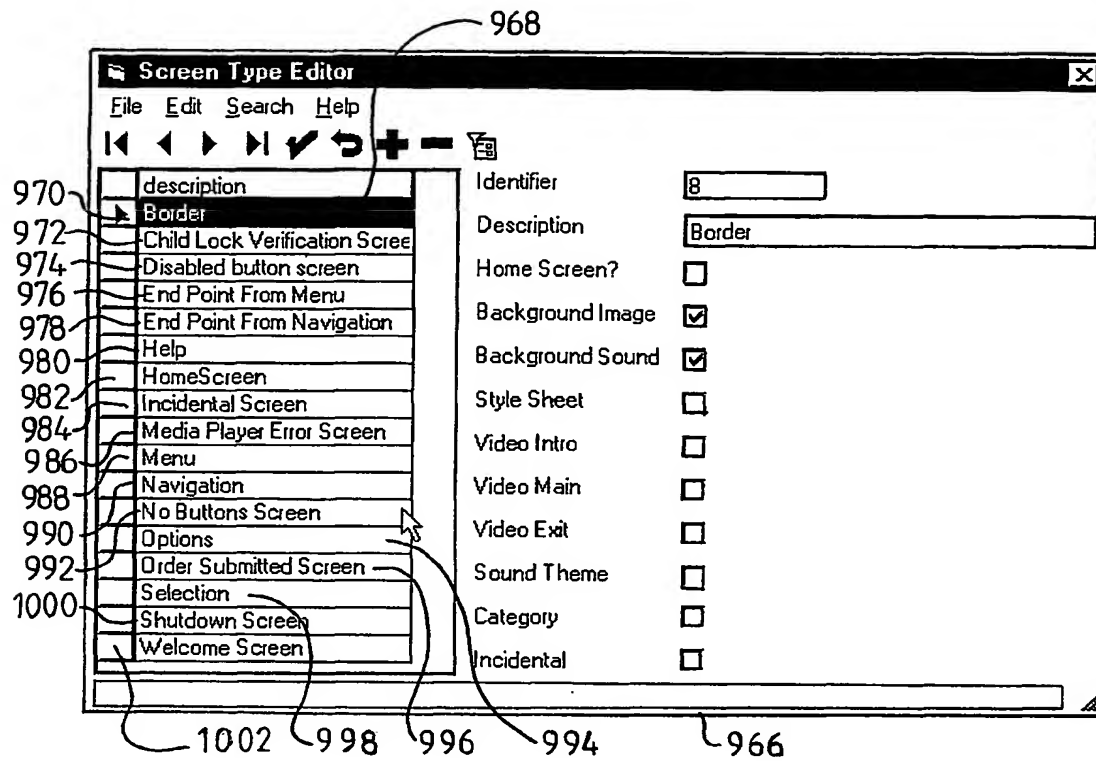 968
Screen Type Editor
File Edit Search Help
description
Border
Child Lock Verification Scree
Disabled button screen
End Point From Menu
End Point From Navigation
Help
HomeScreen
Incidental Screen
Media Player Error Screen
Menu
Navigation
No Buttons Screen
Options
Order Submitted Screen
Selection
Shutdown Screen
Welcome Screen
Identifier 8
Description Border
Home Screen?
Background Image
Background Sound
Style Sheet
Video Intro
Video Main
Video Exit
Sound Theme
Category
Incidental
970
972
974
976
978
980
982
984
986
988
990
992
1000
1002
998
996
994
966